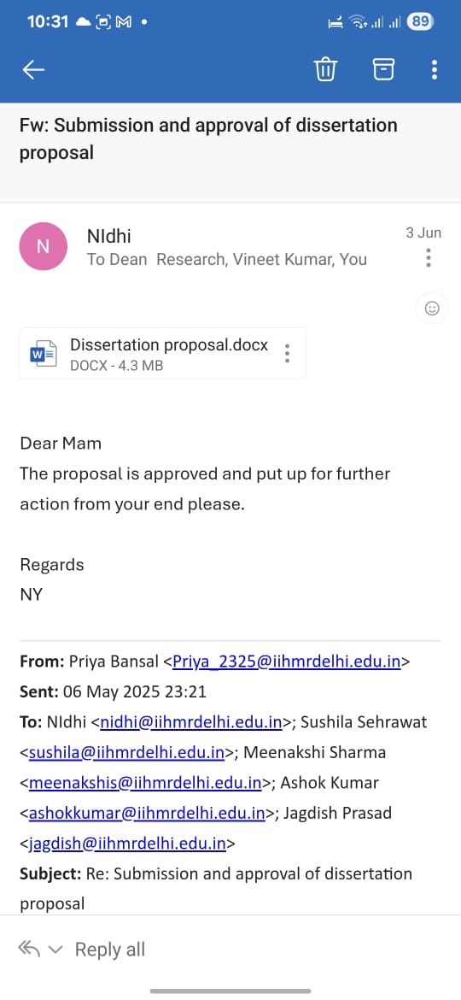 10:31
89
Fw: Submission and approval of dissertation
proposal
N
NIdhi
3 Jun
To Dean  Research, Vineet Kumar, You
W
Dissertation proposal.docx
DOCX - 4.3 MB
Dear Mam
The proposal is approved and put up for further
action from your end please.
Regards
NY
From: Priya Bansal <Priya_2325@iihmrdelhi.edu.in>
Sent: 06 May 2025 23:21
To: NIdhi <nidhi@iihmrdelhi.edu.in>; Sushila Sehrawat
<sushila@iihmrdelhi.edu.in>; Meenakshi Sharma
<meenakshis@iihmrdelhi.edu.in>; Ashok Kumar
<ashokkumar@iihmrdelhi.edu.in>; Jagdish Prasad
<jagdish@iihmrdelhi.edu.in>
Subject: Re: Submission and approval of dissertation
proposal
Reply all